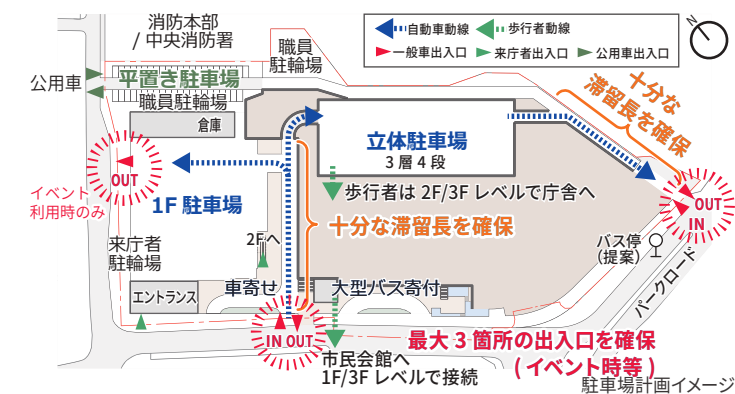 消防本部
/ 中央消防署
職員
駐輪場
自動車動線
歩行者動線
一般車出入口
来庁者出入口
公用車出入口
N
公用車
平置き駐車場
職員駐輪場
倉庫
立体駐車場
3 層 4 段
十分な
滞留長を確保
OUT
イベント
利用時のみ
1F 駐車場
歩行者は 2F/3F レベルで庁舎へ
OUT
IN
十分な滞留長を確保
来庁者
駐輪場
2Fへ
バス停
(提案)
パークロード
エントランス
車寄せ
大型バス寄付
IN OUT
最大 3 箇所の出入口を確保
( イベント時等 )
市民会館へ
1F/3F レベルで接続
駐車場計画イメージ